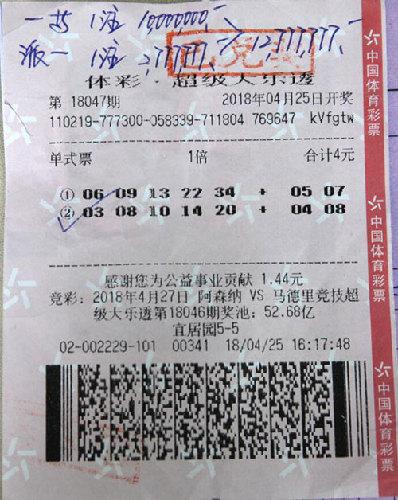 一等 1注 10000000.-
派一 1注 2377777.- > 12377777.-
体彩·超级大乐透
第 18047期 2018年04月25日开奖
110219-777300-058339-711804 769647 kVfgtw
单式票 1倍 合计4元
① 06 09 13 22 34 + 05 07
② 03 08 10 14 20 + 04 08
感谢您为公益事业贡献 1.44元
竞彩：2018年4月27日 阿森纳 VS 马德里竞技超
级大乐透第18046期奖池：52.68亿
宜居园5-5
02-002229-101 00341 18/04/25 16:17:48
中国体育彩票
中国体育彩票
中国体育彩票